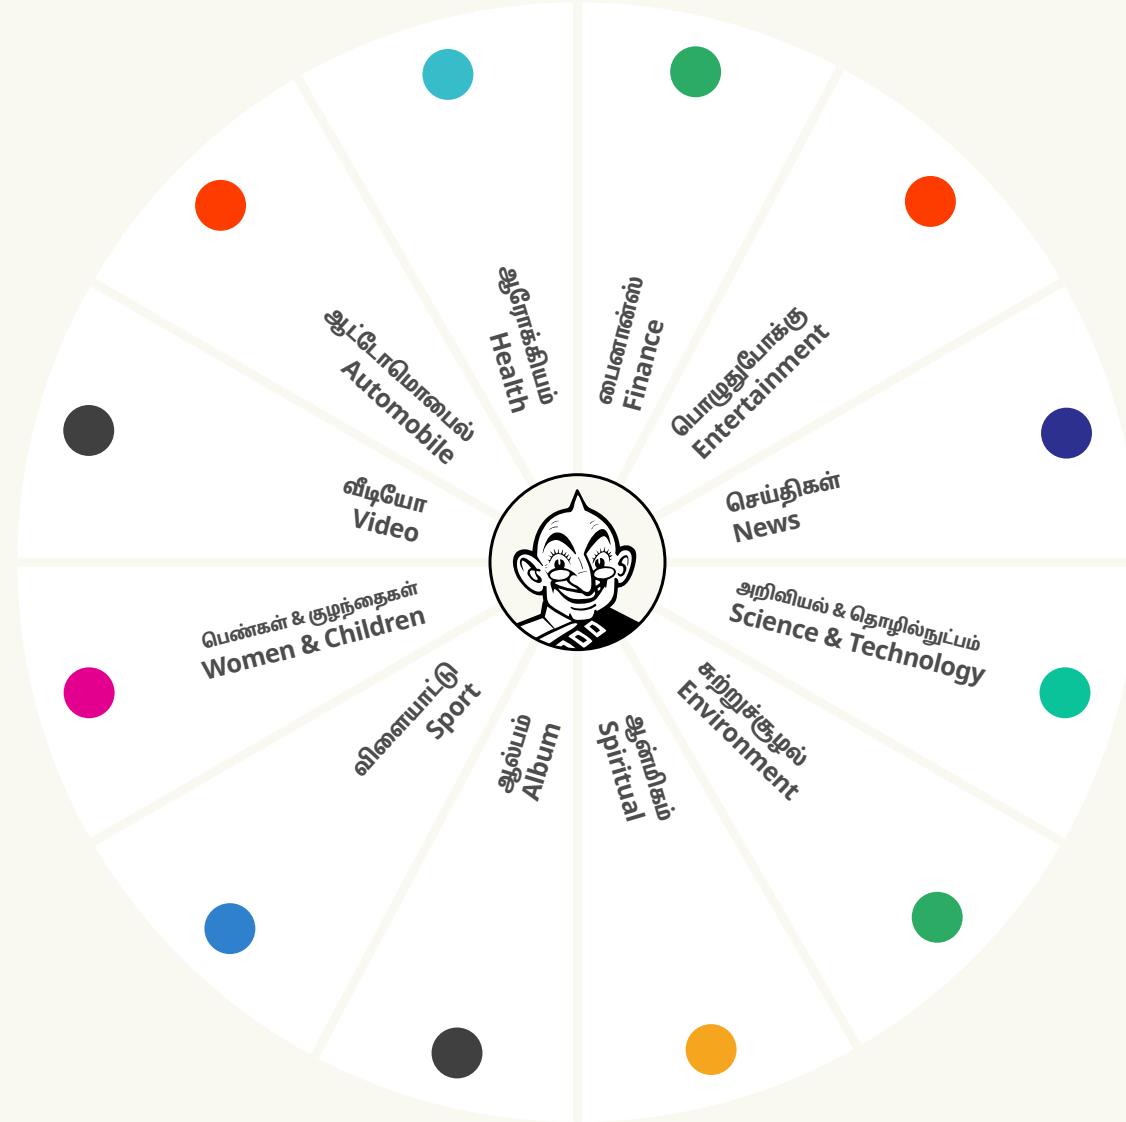 பைனான்ஸ்
Finance
பொழுதுபோக்கு
Entertainment
செய்திகள்
News
அறிவியல் & தொழில்நுட்பம்
Science & Technology
சுற்றுச்சூழல்
Environment
ஆன்மிகம்
Spiritual
ஆல்பம்
Album
விளையாட்டு
Sport
பெண்கள் & குழந்தைகள்
Women & Children
வீடியோ
Video
ஆட்டோமொபைல்
Automobile
ஆரோக்கியம்
Health